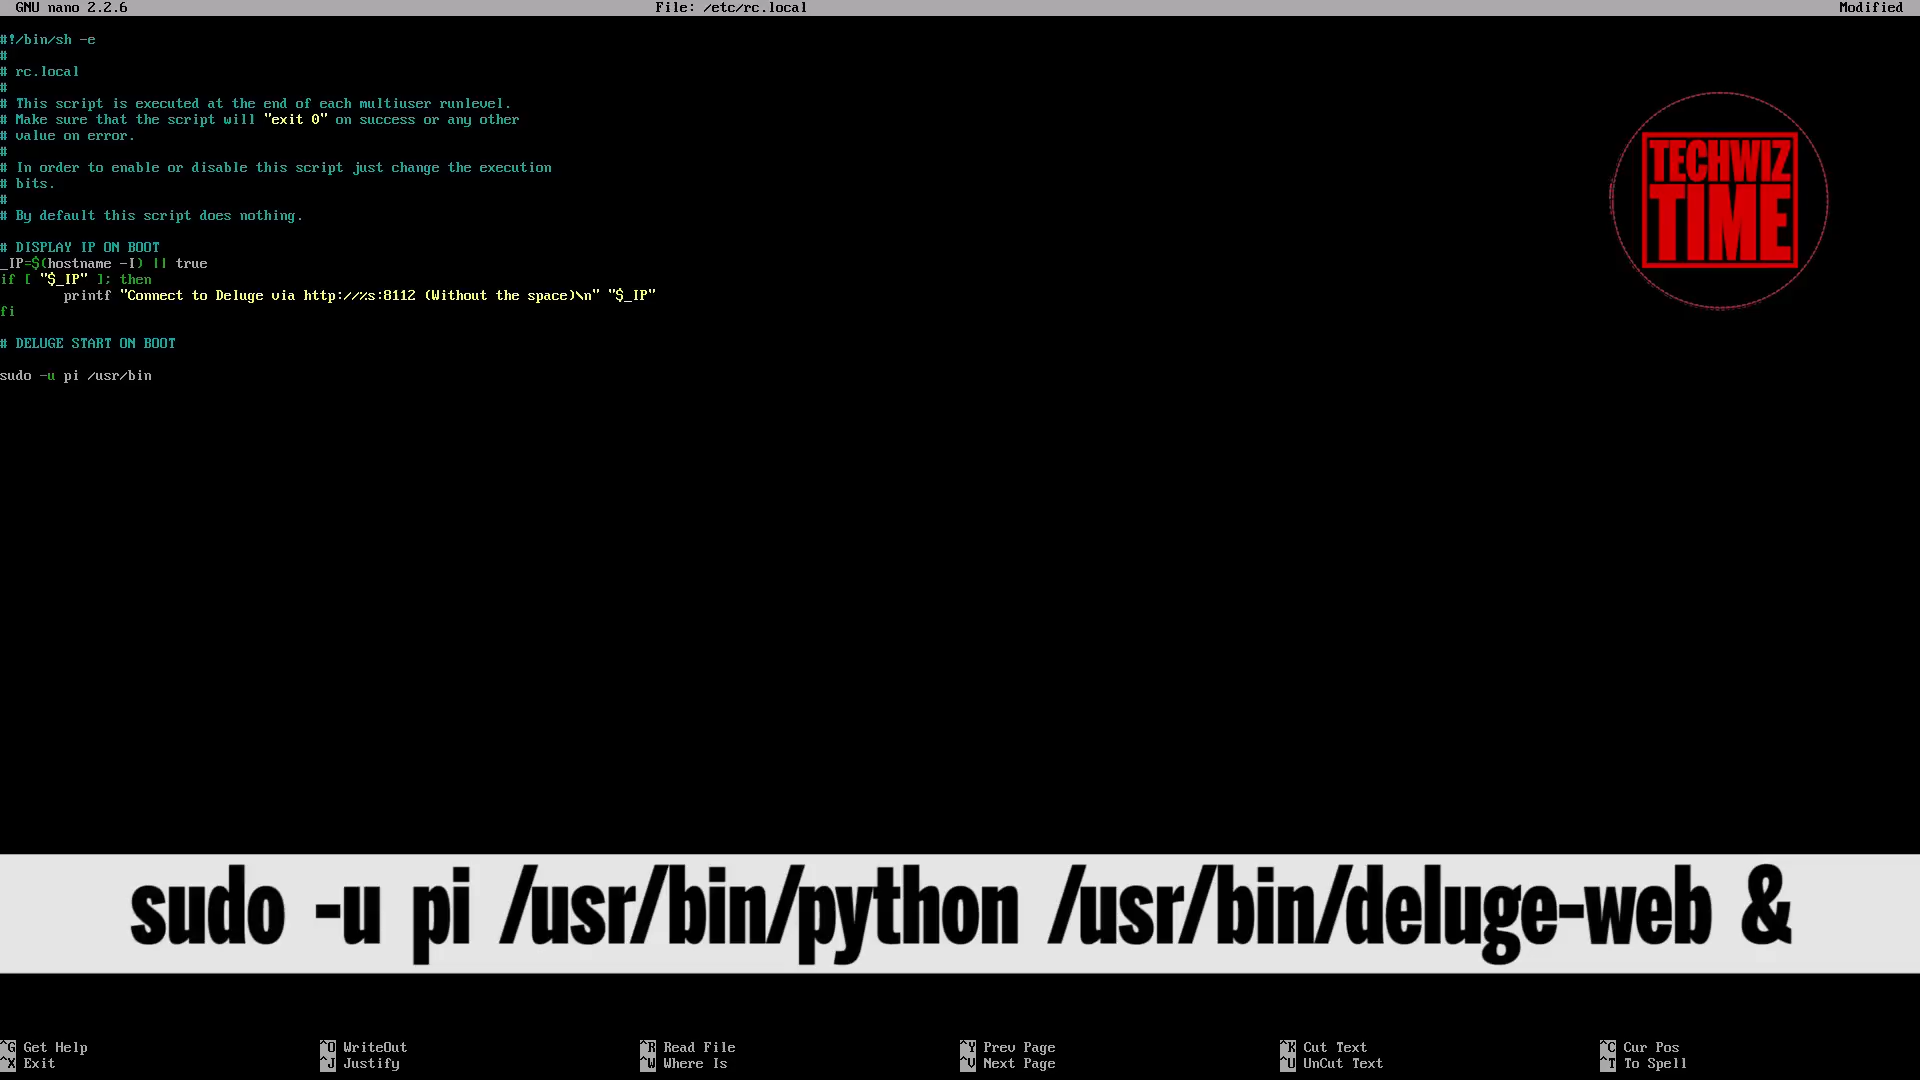 GNU nano 2.2.6 File: /etc/rc.local Modified
#!/bin/sh -e
#
# rc.local
#
# This script is executed at the end of each multiuser runlevel.
# Make sure that the script will "exit 0" on success or any other
# value on error.
#
# In order to enable or disable this script just change the execution
# bits.
#
# By default this script does nothing.
# DISPLAY IP ON BOOT
_IP=$(hostname -I) || true
if [ "$_IP" ]; then
printf "Connect to Deluge via http://%s:8112 (Without the space)\n" "$_IP"
fi
# DELUGE START ON BOOT
sudo -u pi /usr/bin
TECHWIZ
TIME
sudo -u pi /usr/bin/python /usr/bin/deluge-web &
^G Get Help ^O WriteOut ^R Read File ^Y Prev Page ^K Cut Text ^C Cur Pos
^X Exit ^J Justify ^W Where Is ^V Next Page ^U UnCut Text ^T To Spell